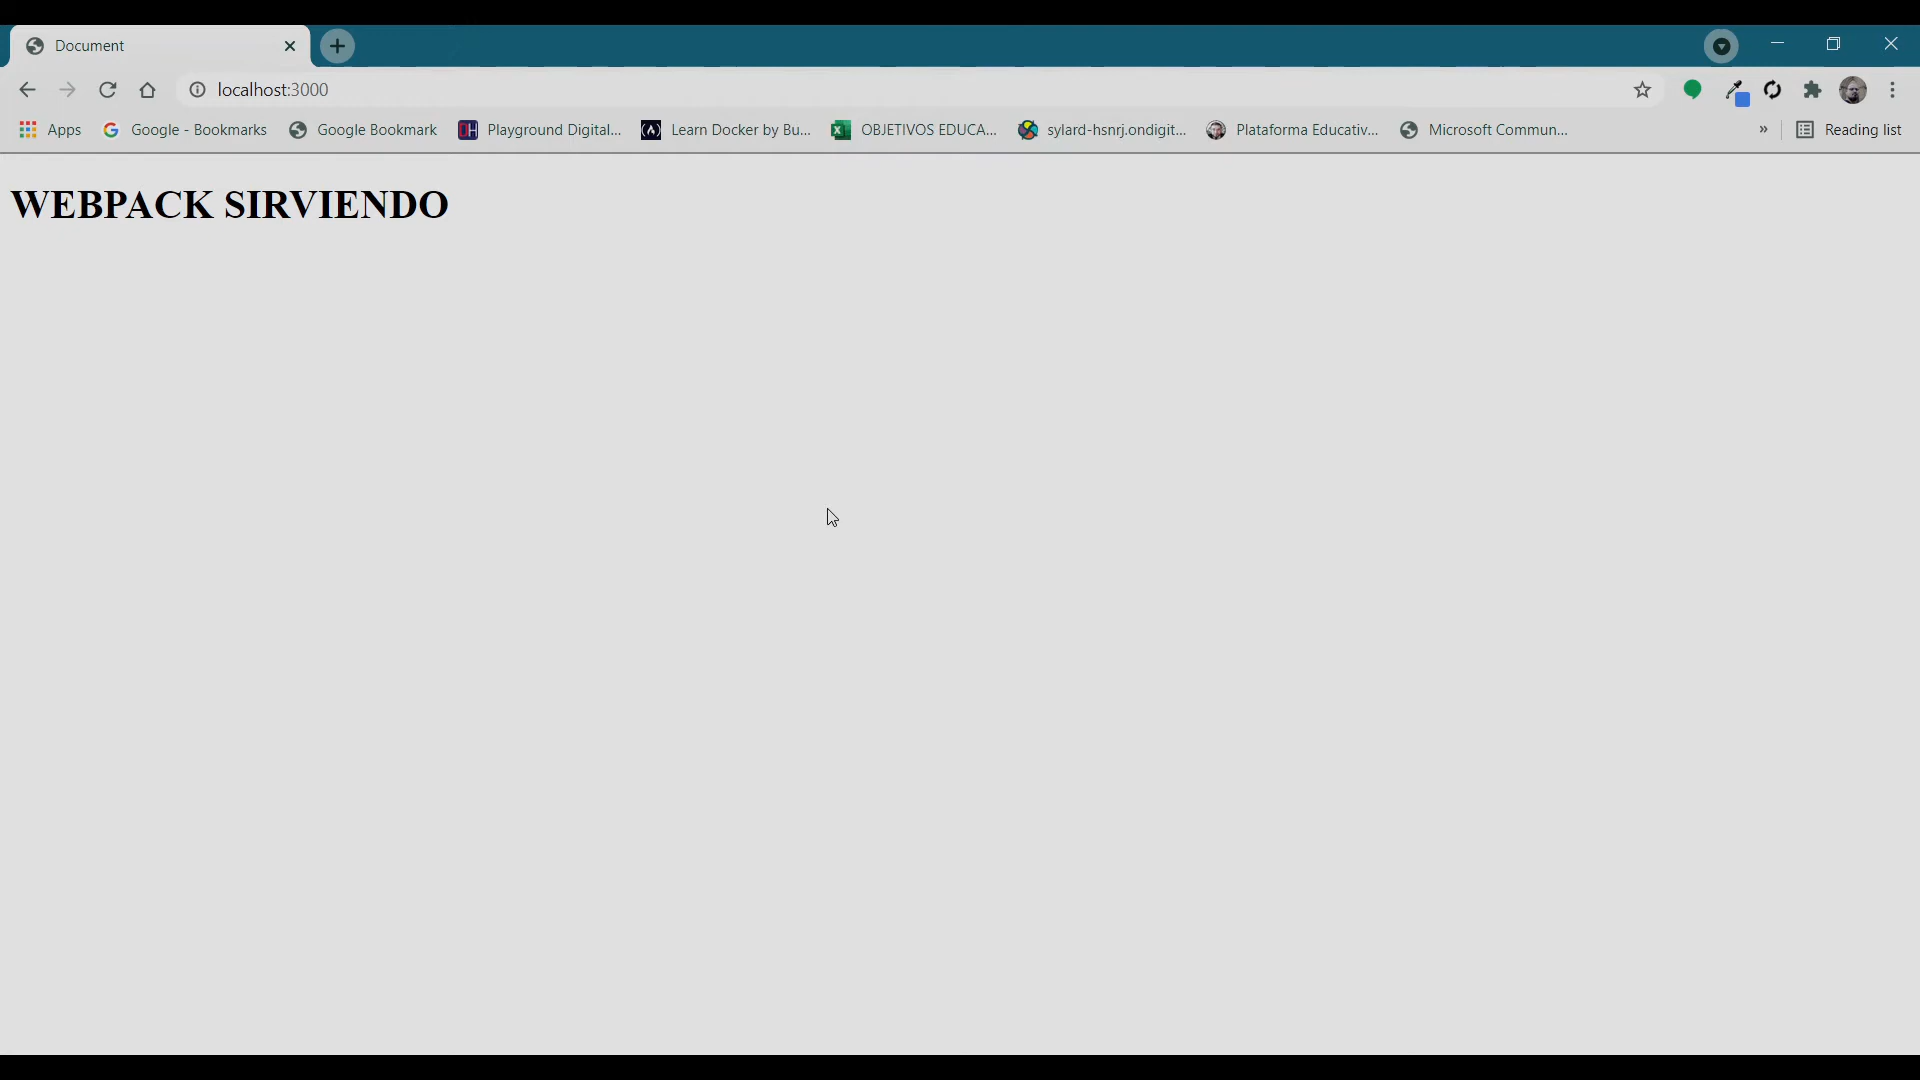 Document
localhost:3000
Apps Google - Bookmarks Google Bookmark Playground Digital... Learn Docker by Bu... OBJETIVOS EDUCA... sylard-hsnrj.ondigit... Plataforma Educativ... Microsoft Commun... » Reading list
WEBPACK SIRVIENDO